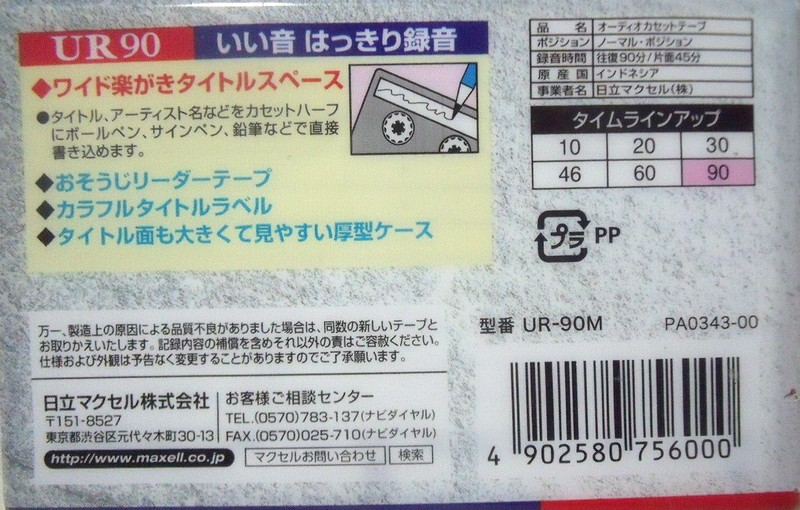 UR90 いい音 はっきり録音
◆ワイド楽がきタイトルスペース
●タイトル、アーティスト名などをカセットハーフ
にボールペン、サインペン、鉛筆などで直接
書き込めます。
◆おそうじリーダーテープ
◆カラフルタイトルラベル
◆タイトル面も大きくて見やすい厚型ケース
品名 オーディオカセットテープ
ポジション ノーマル・ポジション
録音時間 往復90分/片面45分
原産国 インドネシア
事業者名 日立マクセル(株)
タイムラインアップ
10 20 30
46 60 90
プラ PP
万一、製造上の原因による品質不良がありました場合は、同数の新しいテープと
お取りかえいたします。記録内容の補償を含めそれ以外の責はご容赦ください。
仕様および外観は予告なく変更することがありますのでご了承願います。
日立マクセル株式会社
〒151-8527
東京都渋谷区元代々木町30-13
お客様ご相談センター
TEL.(0570)783-137(ナビダイヤル)
FAX.(0570)025-710(ナビダイヤル)
http://www.maxell.co.jp マクセルお問い合わせ 検索
型番 UR-90M PA0343-00
4 902580 756000